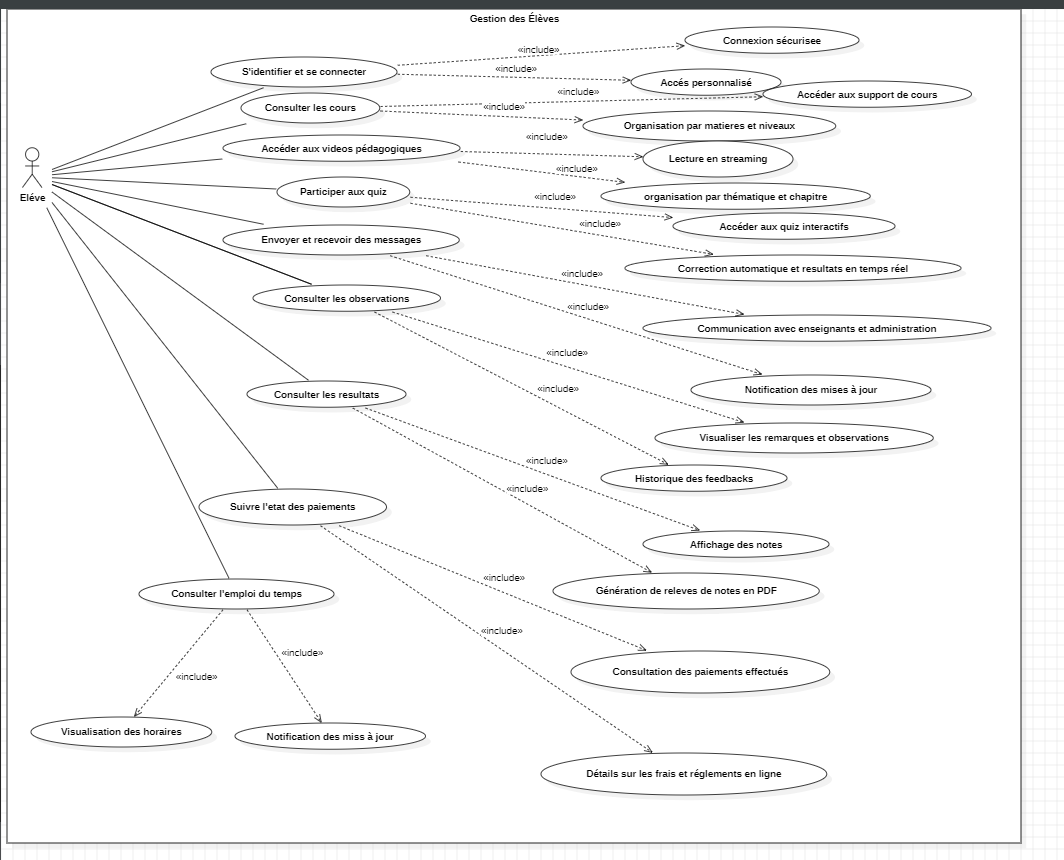 Gestion des Élèves
Connexion sécurisee
«include»
S'identifier et se connecter
«include»
Accés personnalisé
«include»
Accéder aux support de cours
Consulter les cours
«include»
Organisation par matieres et niveaux
«include»
Accéder aux videos pédagogiques
Lecture en streaming
«include»
Eléve
Participer aux quiz
«include»
organisation par thématique et chapitre
«include»
Accéder aux quiz interactifs
Envoyer et recevoir des messages
Correction automatique et resultats en temps réel
«include»
Consulter les observations
«include»
Communication avec enseignants et administration
«include»
Notification des mises à jour
«include»
Consulter les resultats
Visualiser les remarques et observations
«include»
Historique des feedbacks
«include»
Suivre l'etat des paiements
Affichage des notes
«include»
Génération de releves de notes en PDF
Consulter l'emploi du temps
«include»
«include»
Consultation des paiements effectués
«include»
Visualisation des horaires
Notification des miss à jour
Détails sur les frais et réglements en ligne